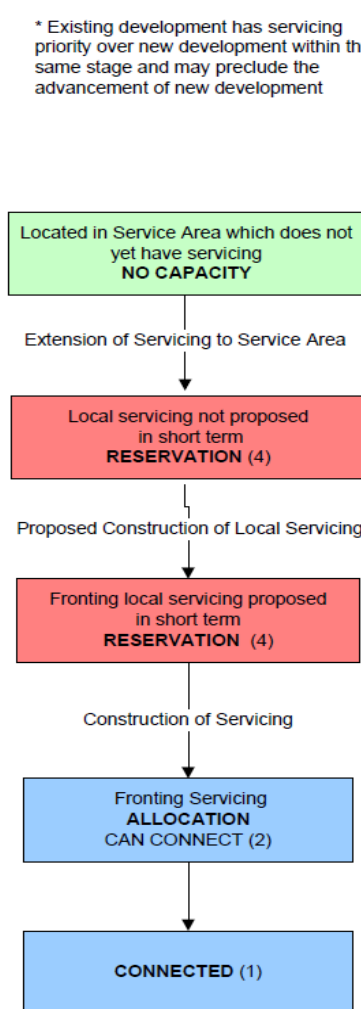 * Existing development has servicing
priority over new development within th
same stage and may preclude the
advancement of new development
Located in Service Area which does not
yet have servicing
NO CAPACITY
Extension of Servicing to Service Area
Local servicing not proposed
in short term
RESERVATION (4)
Proposed Construction of Local Servicing
Fronting local servicing proposed
in short term
RESERVATION (4)
Construction of Servicing
Fronting Servicing
ALLOCATION
CAN CONNECT (2)
CONNECTED (1)